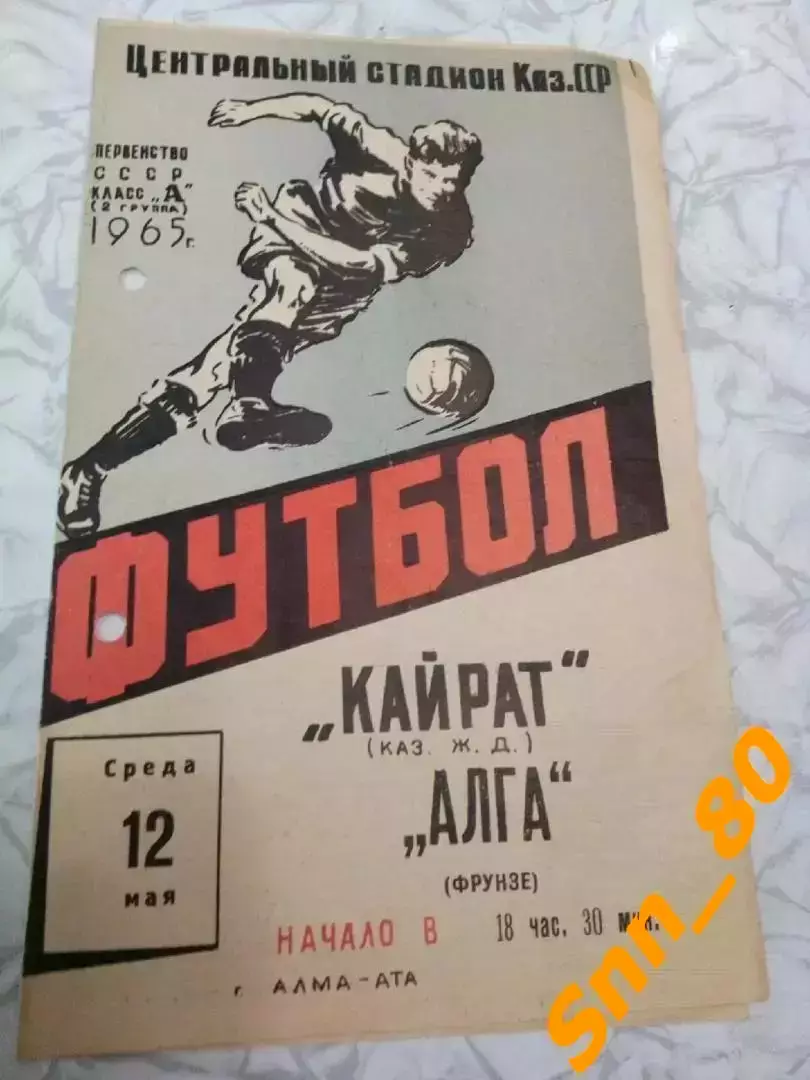 Центральный стадион Каз.ССР
Первенство
СССР
класс „А“
(2 группа)
1965 г.
ФУТБОЛ
„КАЙРАТ“
(КАЗ. Ж. Д.)
„АЛГА“
(ФРУНЗЕ)
Среда
12
мая
НАЧАЛО В 18 час. 30 мин.
г. АЛМА-АТА
Snn_80